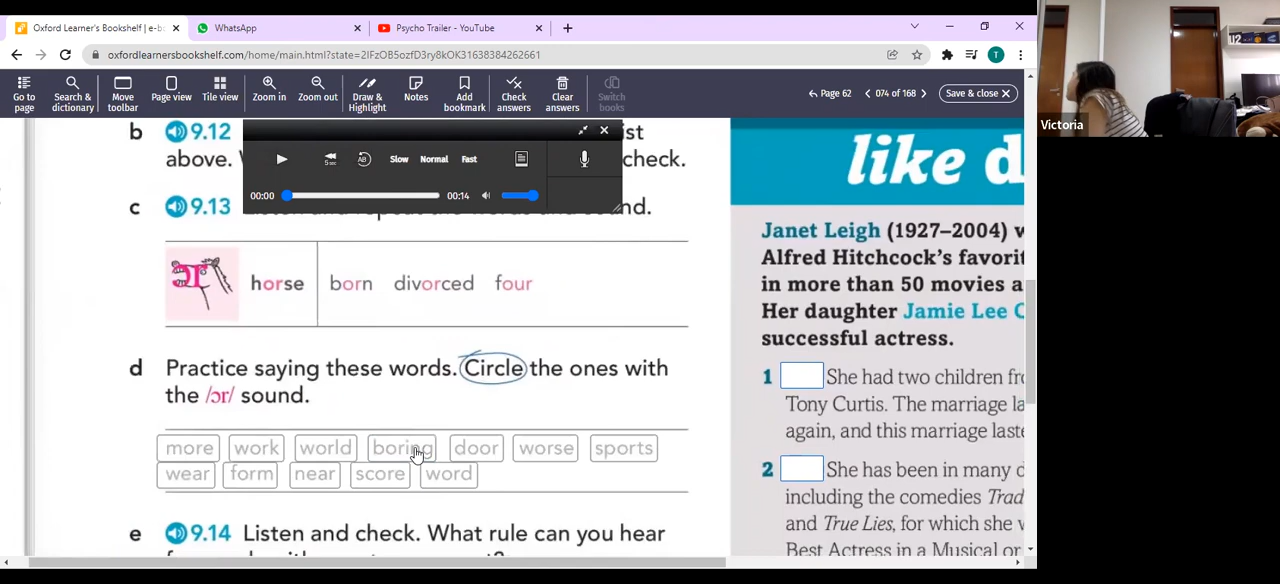 Oxford Learner's Bookshelf | e-b
WhatsApp
Psycho Trailer - YouTube
oxfordlearnersbookshelf.com/home/main.html?state=2IFzOB5ozfD3ry8kOK31638384262661
T
Go to page
Search & dictionary
Move toolbar
Page view
Tile view
Zoom in
Zoom out
Draw & Highlight
Notes
Add bookmark
Check answers
Clear answers
Switch books
Page 62
074 of 168
Save & close
b 9.12
ist
above.
check.
5 sec
AB
Slow
Normal
Fast
00:00
00:14
c 9.13
nd.
ɔr
horse born divorced four
d Practice saying these words. Circle the ones with
the /ɔr/ sound.
more work world boring door worse sports
wear form near score word
e 9.14 Listen and check. What rule can you hear
like d
Janet Leigh (1927–2004) w
Alfred Hitchcock's favorit
in more than 50 movies a
Her daughter Jamie Lee C
successful actress.
1 She had two children fro
Tony Curtis. The marriage la
again, and this marriage laste
2 She has been in many d
including the comedies Trad
and True Lies, for which she w
Best Actress in a Musical or
Victoria
U2